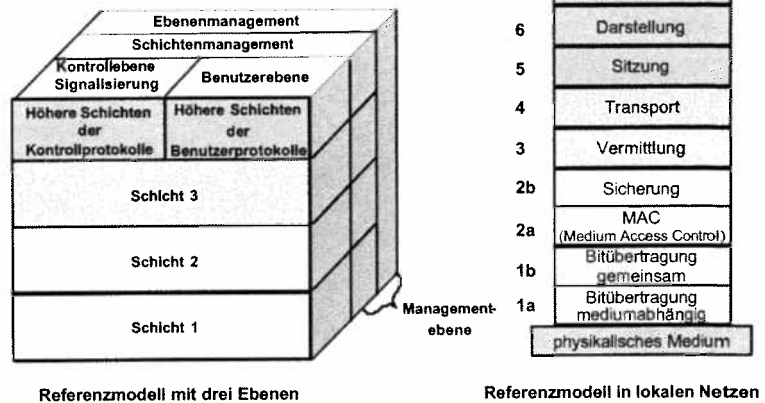 Ebenenmanagement
Schichtenmanagement
Kontrollebene
Signalisierung
Benutzerebene
Höhere Schichten
der
Kontrollprotokolle
Höhere Schichten
der
Benutzerprotokolle
Schicht 3
Schicht 2
Schicht 1
Management-
ebene
Referenzmodell mit drei Ebenen
6 Darstellung
5 Sitzung
4 Transport
3 Vermittlung
2b Sicherung
2a MAC
(Medium Access Control)
1b Bitübertragung
gemeinsam
1a Bitübertragung
mediumabhängig
physikalisches Medium
Referenzmodell in lokalen Netzen